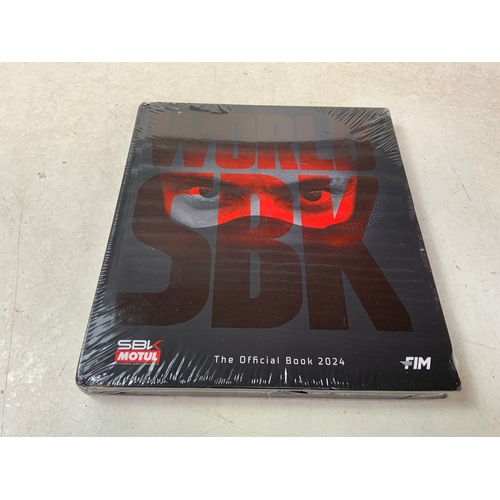 WORLD
SBK
SBK
MOTUL
The Official Book 2024
FIM